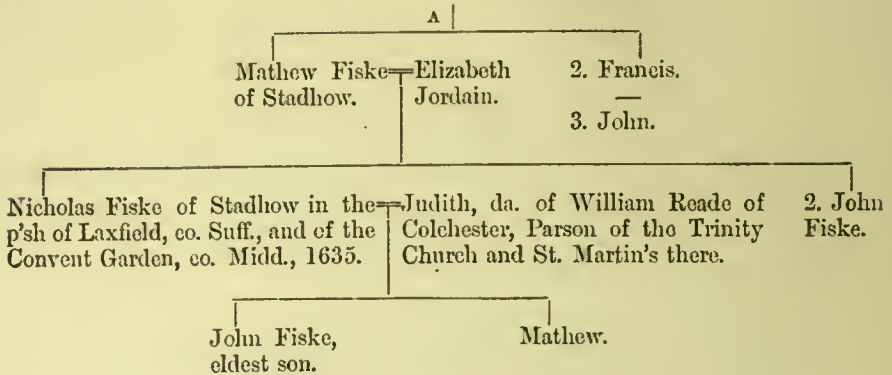 A
Mathew Fiske
of Stadhow.
Elizabeth
Jordain.
2. Francis.
—
3. John.
Nicholas Fiske of Stadhow in the
p'sh of Laxfield, co. Suff., and of the
Convent Garden, co. Midd., 1635.
Judith, da. of William Reade of
Colchester, Parson of the Trinity
Church and St. Martin's there.
2. John
Fiske.
John Fiske,
eldest son.
Mathew.